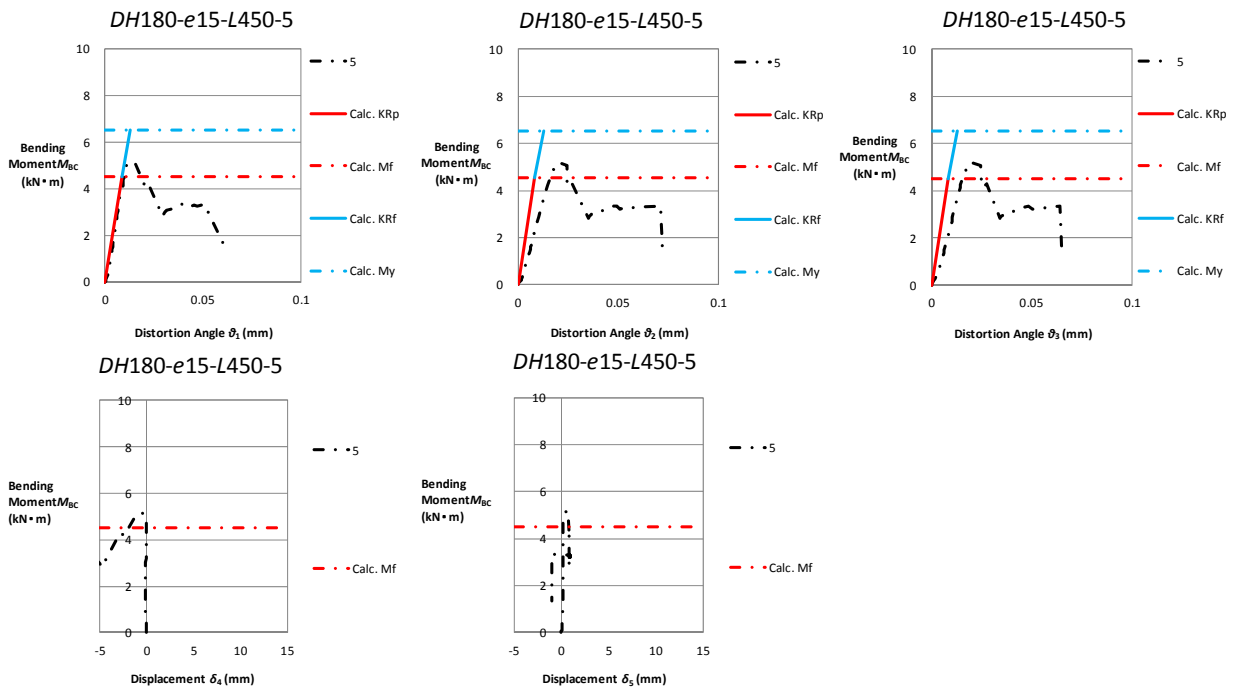 DH180-e15-L450-5
10
8
6
4
2
0
0
0.05
0.1
Bending
MomentMBC
(kN•m)
Distortion Angle ϑ1 (mm)
5
Calc. KRp
Calc. Mf
Calc. KRf
Calc. My
DH180-e15-L450-5
10
8
6
4
2
0
0
0.05
0.1
Bending
MomentMBC
(kN•m)
Distortion Angle ϑ2 (mm)
5
Calc. KRp
Calc. Mf
Calc. KRf
Calc. My
DH180-e15-L450-5
10
8
6
4
2
0
0
0.05
0.1
Bending
MomentMBC
(kN•m)
Distortion Angle ϑ3 (mm)
5
Calc. KRp
Calc. Mf
Calc. KRf
Calc. My
DH180-e15-L450-5
10
8
6
4
2
0
-5
0
5
10
15
Bending
MomentMBC
(kN•m)
Displacement δ4 (mm)
5
Calc. Mf
DH180-e15-L450-5
10
8
6
4
2
0
-5
0
5
10
15
Bending
MomentMBC
(kN•m)
Displacement δ5 (mm)
5
Calc. Mf